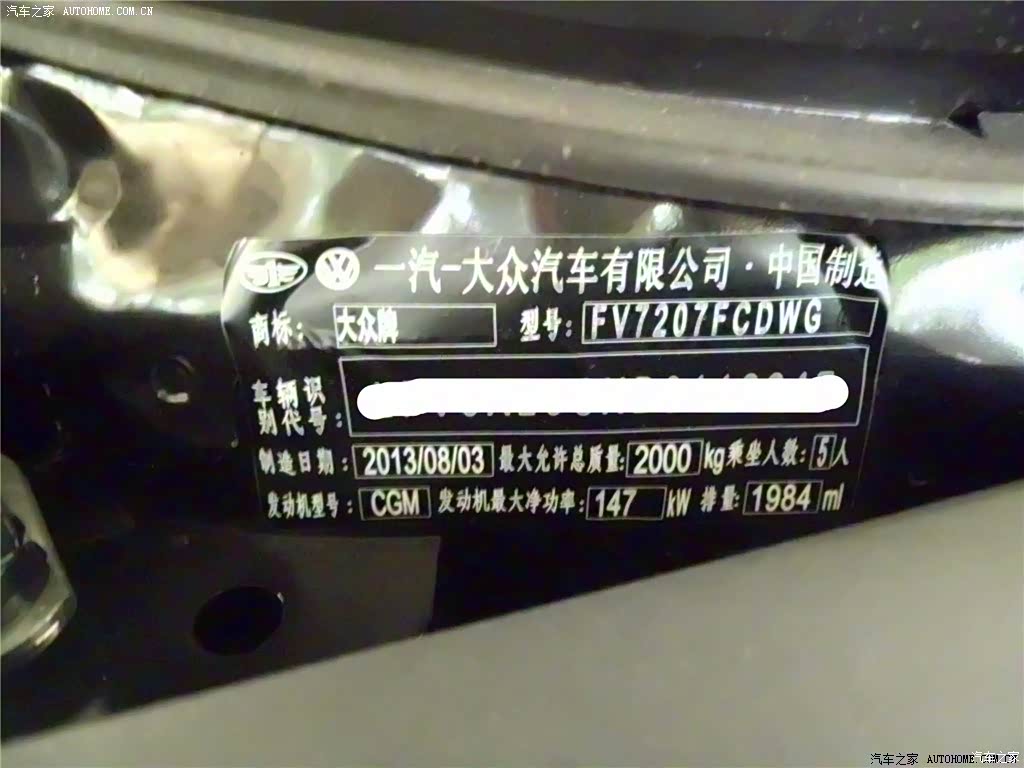 汽车之家 AUTOHOME.COM.CN
一汽-大众汽车有限公司·中国制造
商标: 大众牌 型号: FV7207FCDWG
车辆识
别代号:
制造日期: 2013/08/03 最大允许总质量: 2000 kg 乘坐人数: 5 人
发动机型号: CGM 发动机最大净功率: 147 kW 排量: 1984 ml
汽车之家 AUTOHOME.COM.CN